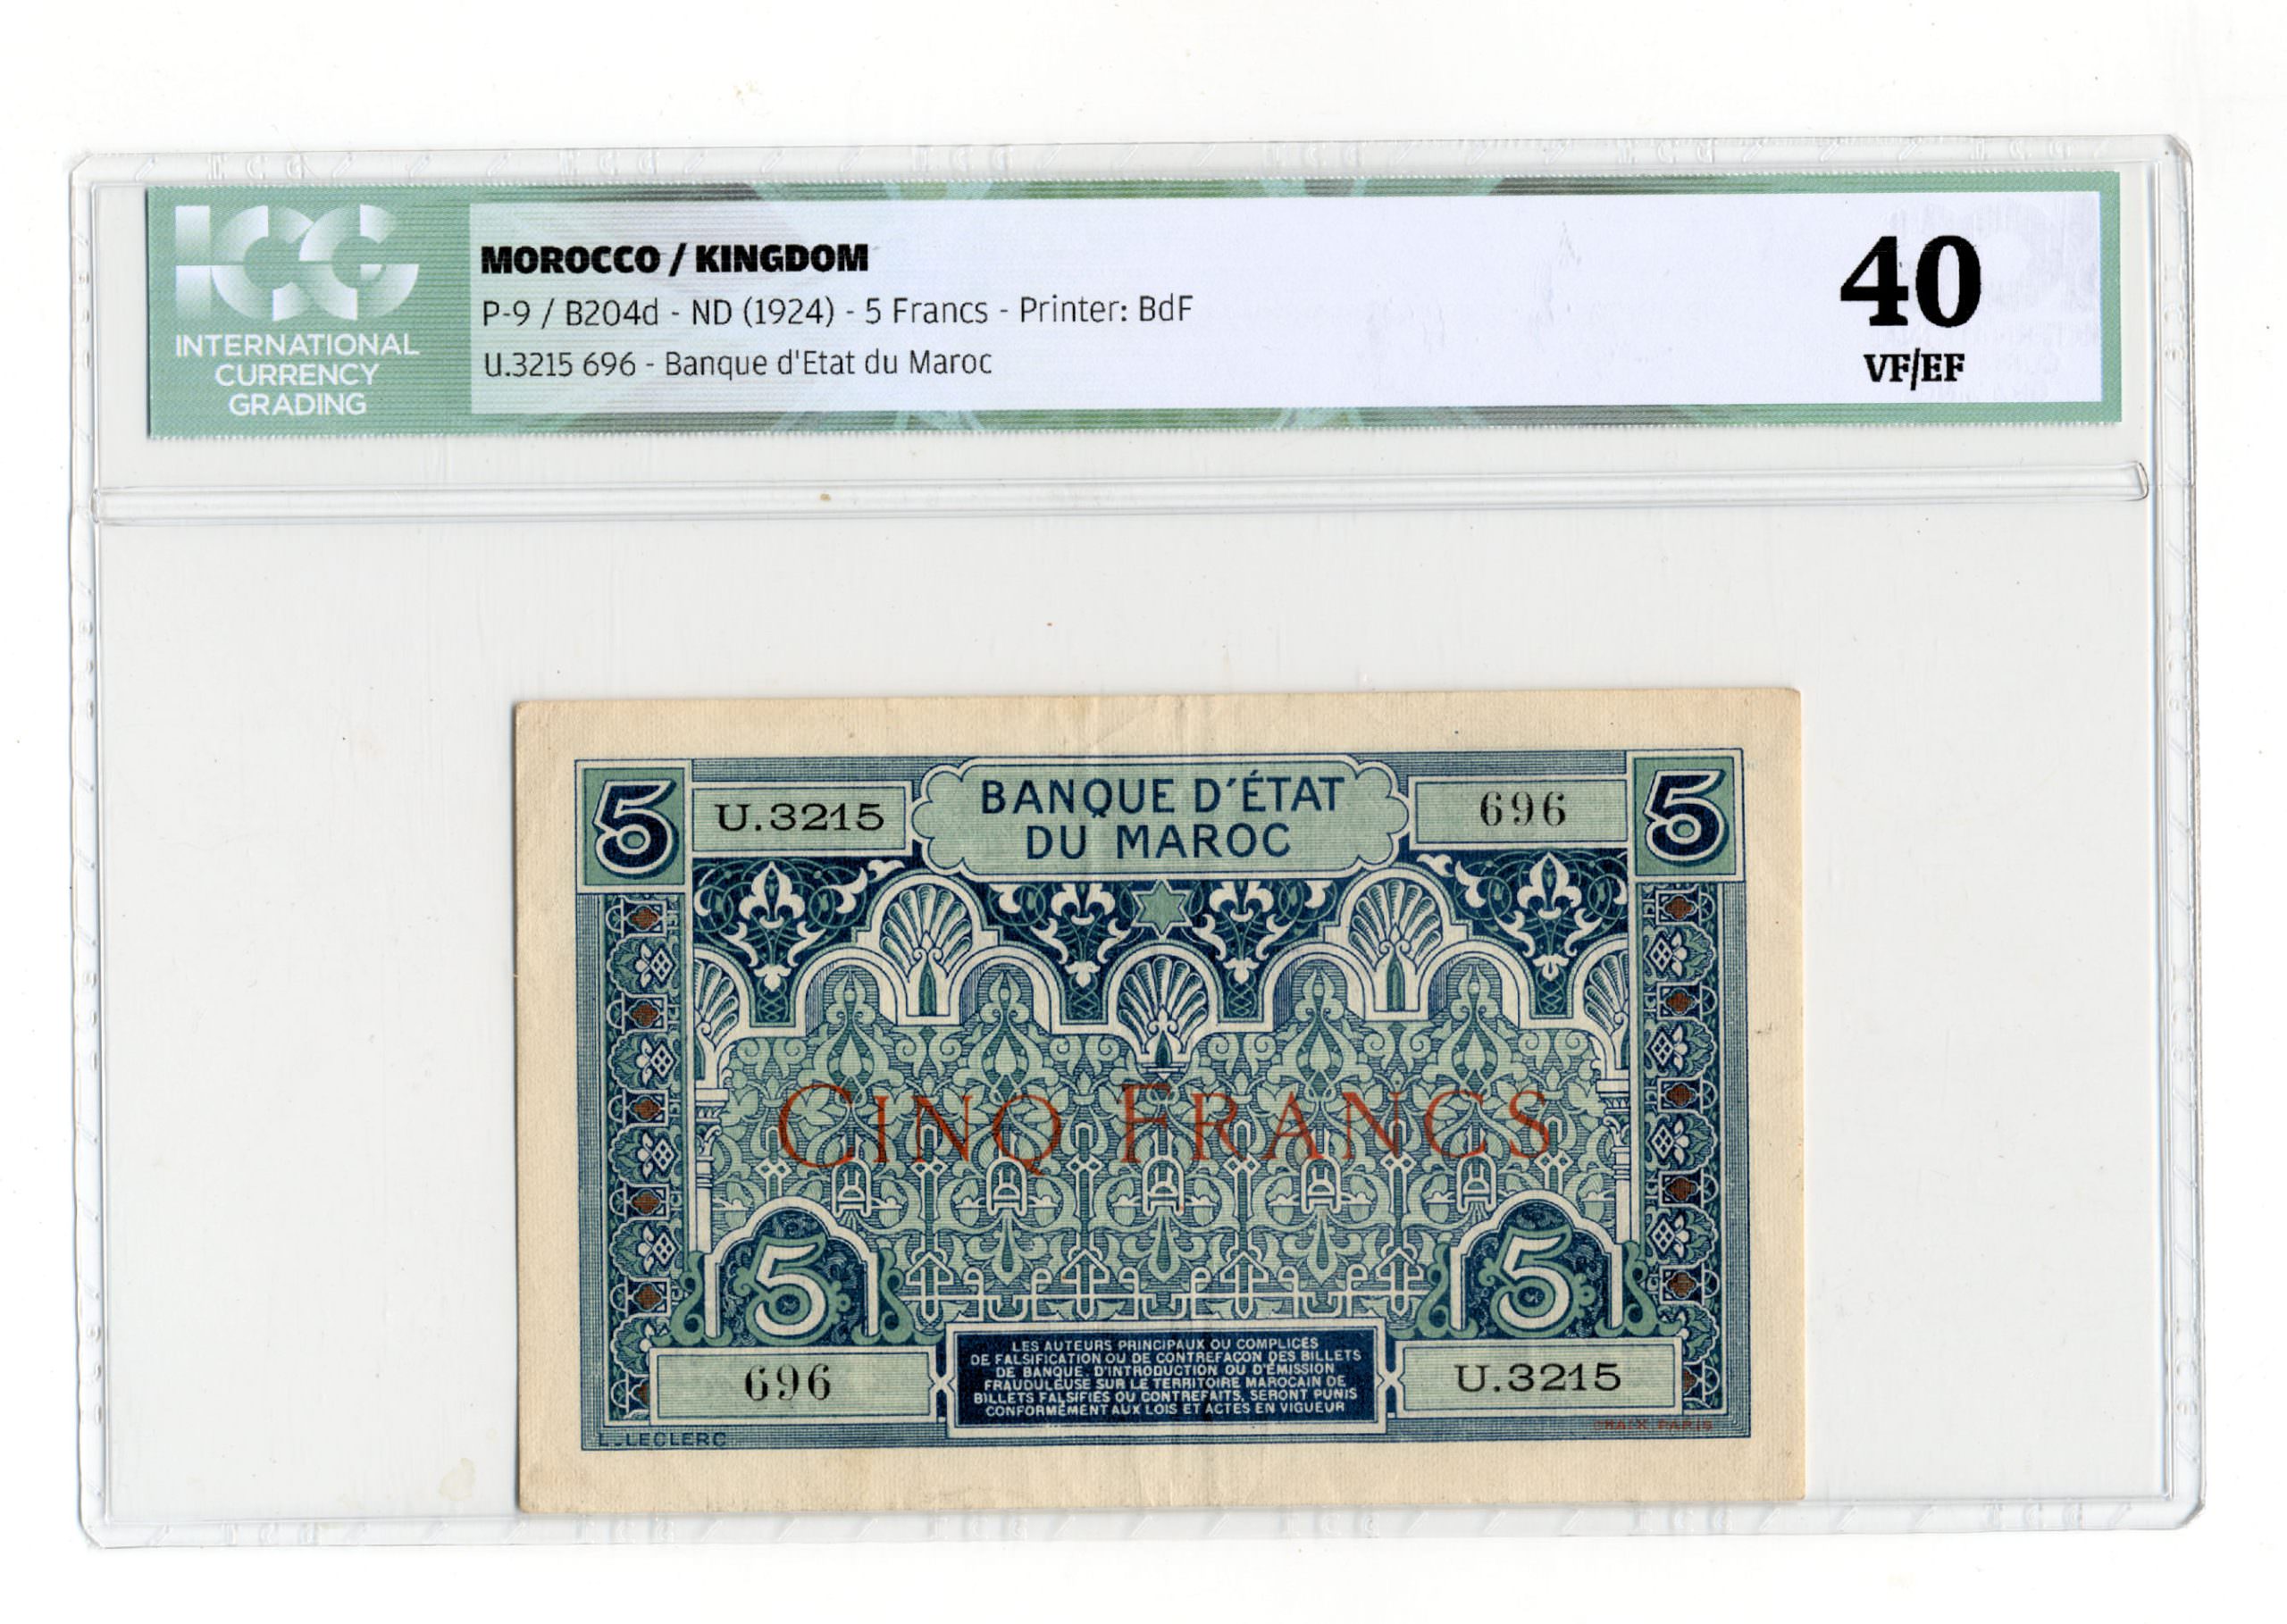 ICG
INTERNATIONAL
CURRENCY
GRADING
MOROCCO / KINGDOM
P-9 / B204d - ND (1924) - 5 Francs - Printer: BdF
U.3215 696 - Banque d'Etat du Maroc
40
VF/EF
5
U.3215
BANQUE D'ÉTAT
DU MAROC
696
5
CINQ FRANCS
5
5
696
LES AUTEURS PRINCIPAUX OU COMPLICES
DE FALSIFICATION OU DE CONTREFAÇON DES BILLETS
DE BANQUE, D'INTRODUCTION OU D'ÉMISSION
FRAUDULEUSE SUR LE TERRITOIRE MAROCAIN DE
BILLETS FALSIFIÉS OU CONTREFAITS, SERONT PUNIS
CONFORMÉMENT AUX LOIS ET ACTES EN VIGUEUR
U.3215
L. LECLERC
PARIS